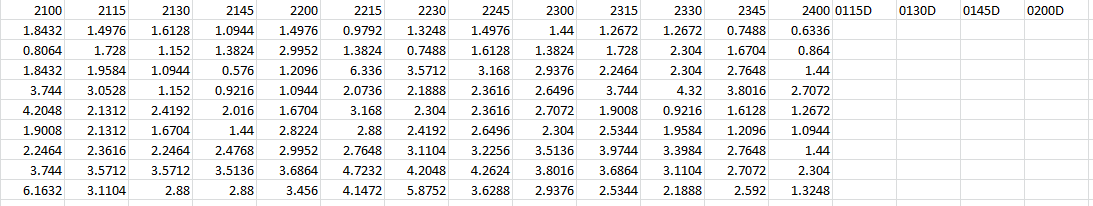 2100 2115 2130 2145 2200 2215 2230 2245 2300 2315 2330 2345 2400 0115D 0130D 0145D 0200D
1.8432 1.4976 1.6128 1.0944 1.4976 0.9792 1.3248 1.4976 1.44 1.2672 1.2672 0.7488 0.6336
0.8064 1.728 1.152 1.3824 2.9952 1.3824 0.7488 1.6128 1.3824 1.728 2.304 1.6704 0.864
1.8432 1.9584 1.0944 0.576 1.2096 6.336 3.5712 3.168 2.9376 2.2464 2.304 2.7648 1.44
3.744 3.0528 1.152 0.9216 1.0944 2.0736 2.1888 2.3616 2.6496 3.744 4.32 3.8016 2.7072
4.2048 2.1312 2.4192 2.016 1.6704 3.168 2.304 2.3616 2.7072 1.9008 0.9216 1.6128 1.2672
1.9008 2.1312 1.6704 1.44 2.8224 2.88 2.4192 2.6496 2.304 2.5344 1.9584 1.2096 1.0944
2.2464 2.3616 2.2464 2.4768 2.9952 2.7648 3.1104 3.2256 3.5136 3.9744 3.3984 2.7648 1.44
3.744 3.5712 3.5712 3.5136 3.6864 4.7232 4.2048 4.2624 3.8016 3.6864 3.1104 2.7072 2.304
6.1632 3.1104 2.88 2.88 3.456 4.1472 5.8752 3.6288 2.9376 2.5344 2.1888 2.592 1.3248